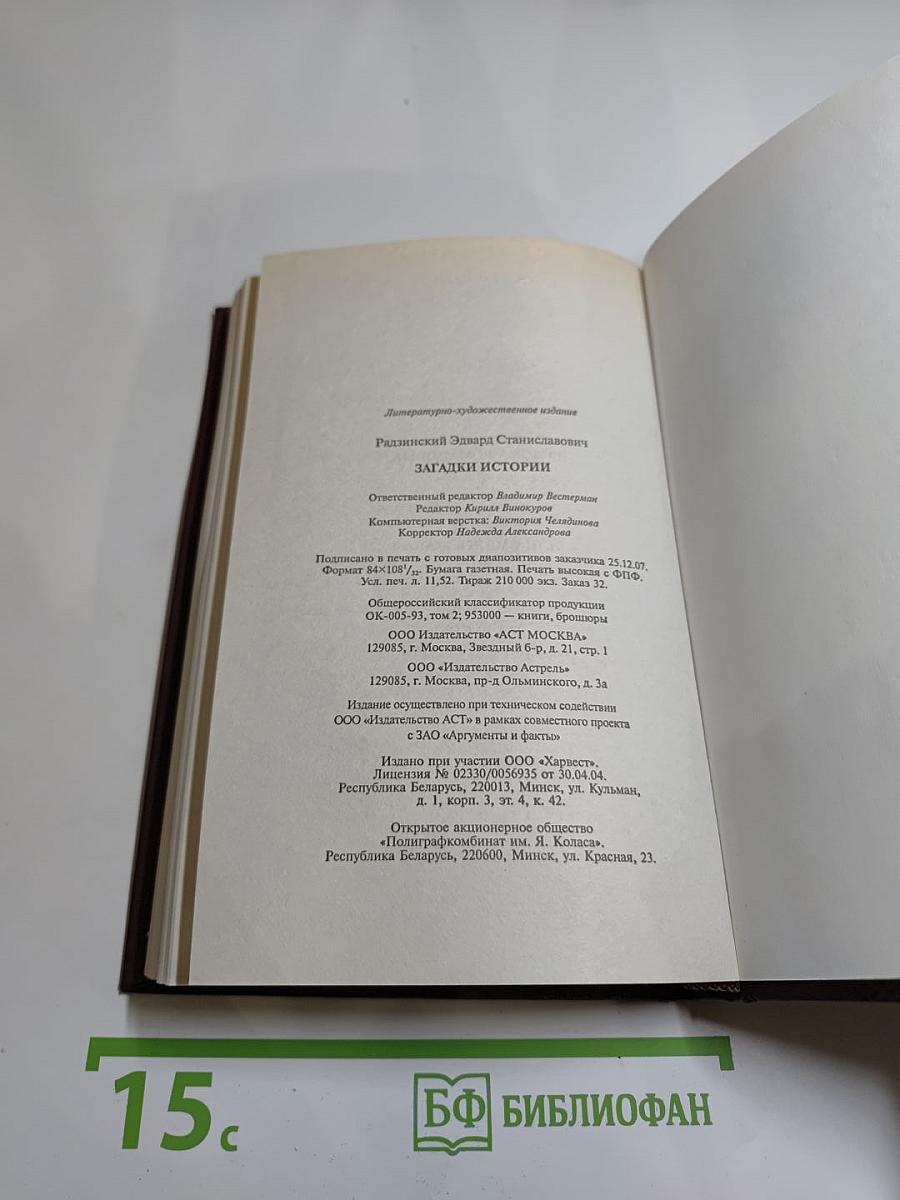 Литературно-художественное издание
Радзинский Эдвард Станиславович
ЗАГАДКИ ИСТОРИИ
Ответственный редактор Владимир Вестерман
Редактор Кирилл Винокуров
Компьютерная верстка: Виктория Челядинова
Корректор Надежда Александрова
Подписано в печать с готовых диапозитивов заказчика 25.12.07.
Формат 84×108¹/₃₂. Бумага газетная. Печать высокая с ФПФ.
Усл. печ. л. 11,52. Тираж 210 000 экз. Заказ 32.
Общероссийский классификатор продукции
ОК-005-93, том 2; 953000 — книги, брошюры
ООО Издательство «АСТ МОСКВА»
129085, г. Москва, Звездный б-р, д. 21, стр. 1
ООО «Издательство Астрель»
129085, г. Москва, пр-д Ольминского, д. 3а
Издание осуществлено при техническом содействии
ООО «Издательство АСТ» в рамках совместного проекта
с ЗАО «Аргументы и факты»
Издано при участии ООО «Харвест».
Лицензия № 02330/0056935 от 30.04.04.
Республика Беларусь, 220013, Минск, ул. Кульман,
д. 1, корп. 3, эт. 4, к. 42.
Открытое акционерное общество
«Полиграфкомбинат им. Я. Коласа».
Республика Беларусь, 220600, Минск, ул. Красная, 23.
15 с
БФ БИБЛИОФАН